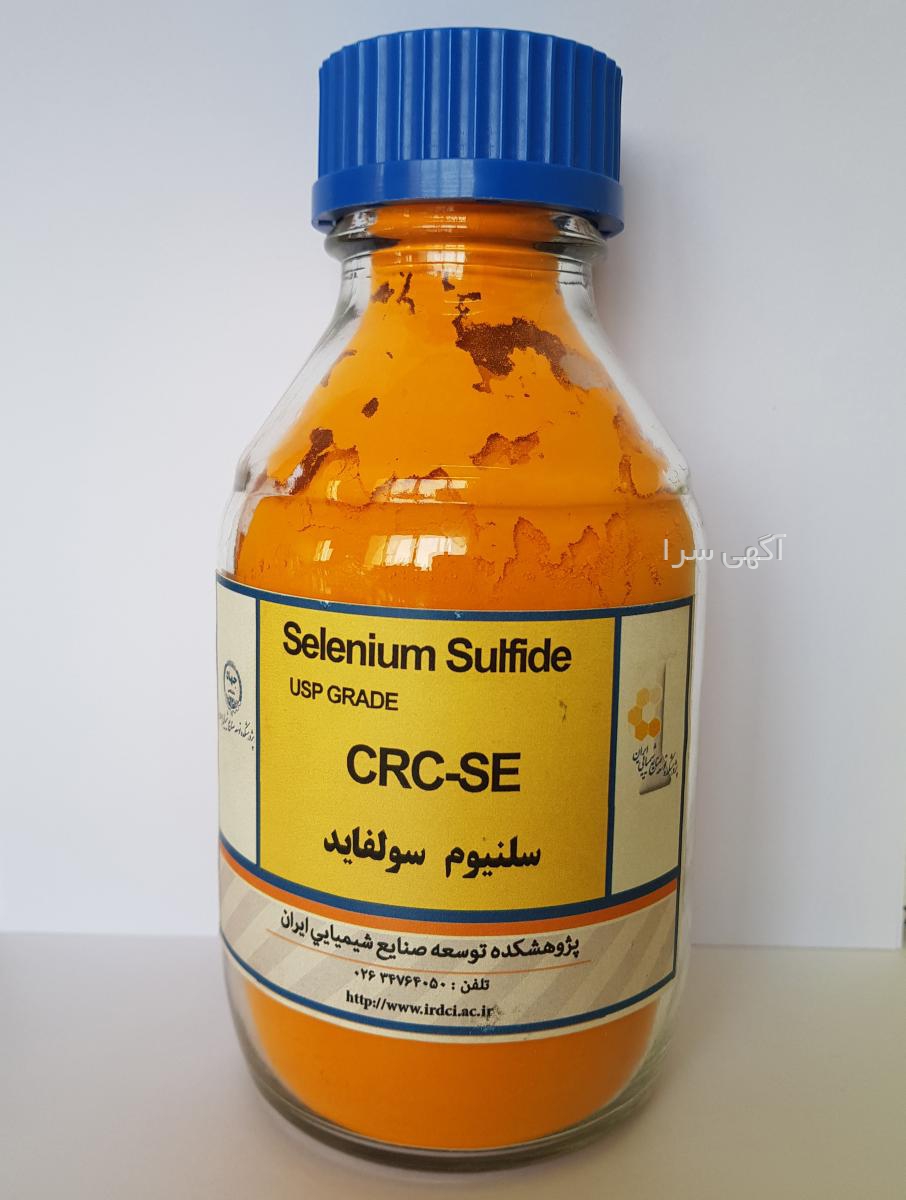 آگهی سرا
Selenium Sulfide
USP GRADE
CRC-SE
سلنیوم سولفاید
پژوهشکده توسعه صنایع شیمیایي ایران
تلفن : ۳۴۷۶۴۰۵۰ ۰۲۶
http://www.irdci.ac.ir